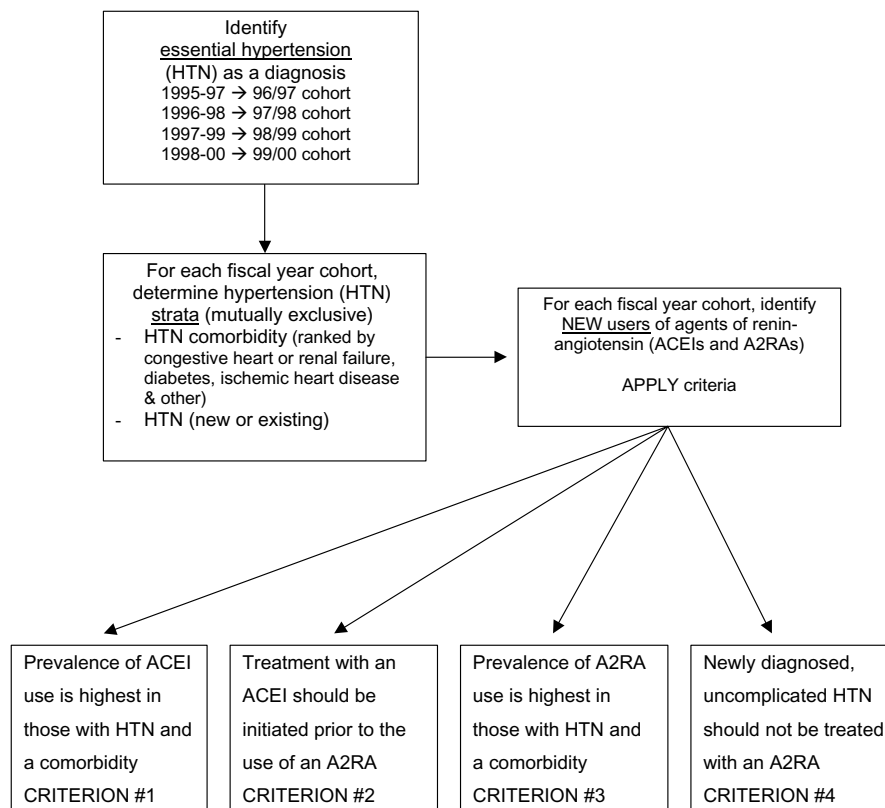 Identify
essential hypertension
(HTN) as a diagnosis
1995-97 → 96/97 cohort
1996-98 → 97/98 cohort
1997-99 → 98/99 cohort
1998-00 → 99/00 cohort
For each fiscal year cohort,
determine hypertension (HTN)
strata (mutually exclusive)
- HTN comorbidity (ranked by
congestive heart or renal failure,
diabetes, ischemic heart disease
& other)
- HTN (new or existing)
For each fiscal year cohort, identify
NEW users of agents of renin-
angiotensin (ACEIs and A2RAs)
APPLY criteria
Prevalence of ACEI
use is highest in
those with HTN and
a comorbidity
CRITERION #1
Treatment with an
ACEI should be
initiated prior to the
use of an A2RA
CRITERION #2
Prevalence of A2RA
use is highest in
those with HTN and
a comorbidity
CRITERION #3
Newly diagnosed,
uncomplicated HTN
should not be treated
with an A2RA
CRITERION #4